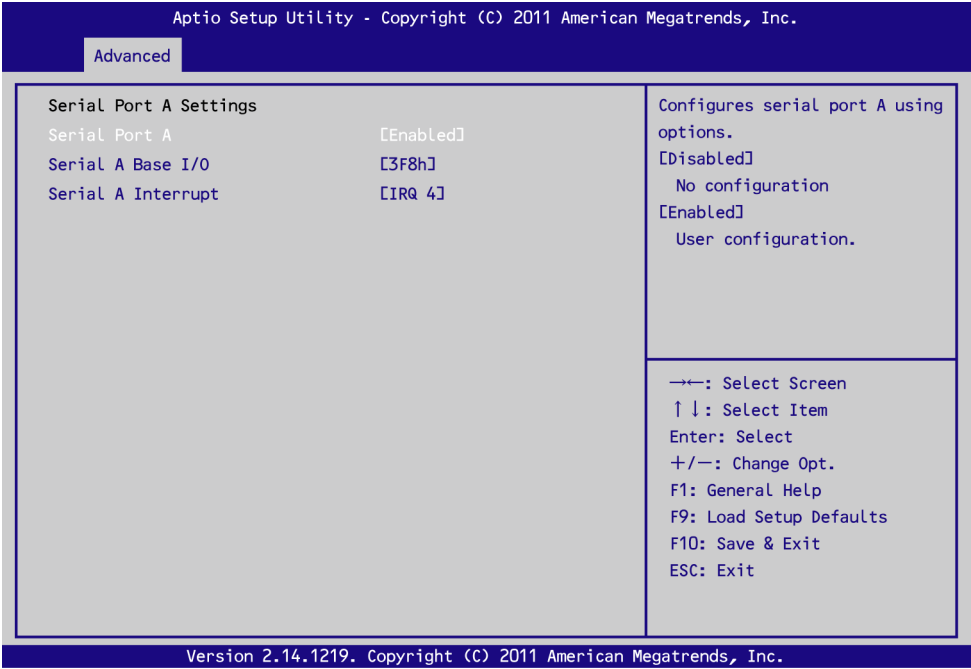 Aptio Setup Utility - Copyright (C) 2011 American Megatrends, Inc.
Advanced
Serial Port A Settings
Serial Port A [Enabled]
Serial A Base I/O [3F8h]
Serial A Interrupt [IRQ 4]
Configures serial port A using
options.
[Disabled]
No configuration
[Enabled]
User configuration.
→←: Select Screen
↑↓: Select Item
Enter: Select
+/-: Change Opt.
F1: General Help
F9: Load Setup Defaults
F10: Save & Exit
ESC: Exit
Version 2.14.1219. Copyright (C) 2011 American Megatrends, Inc.